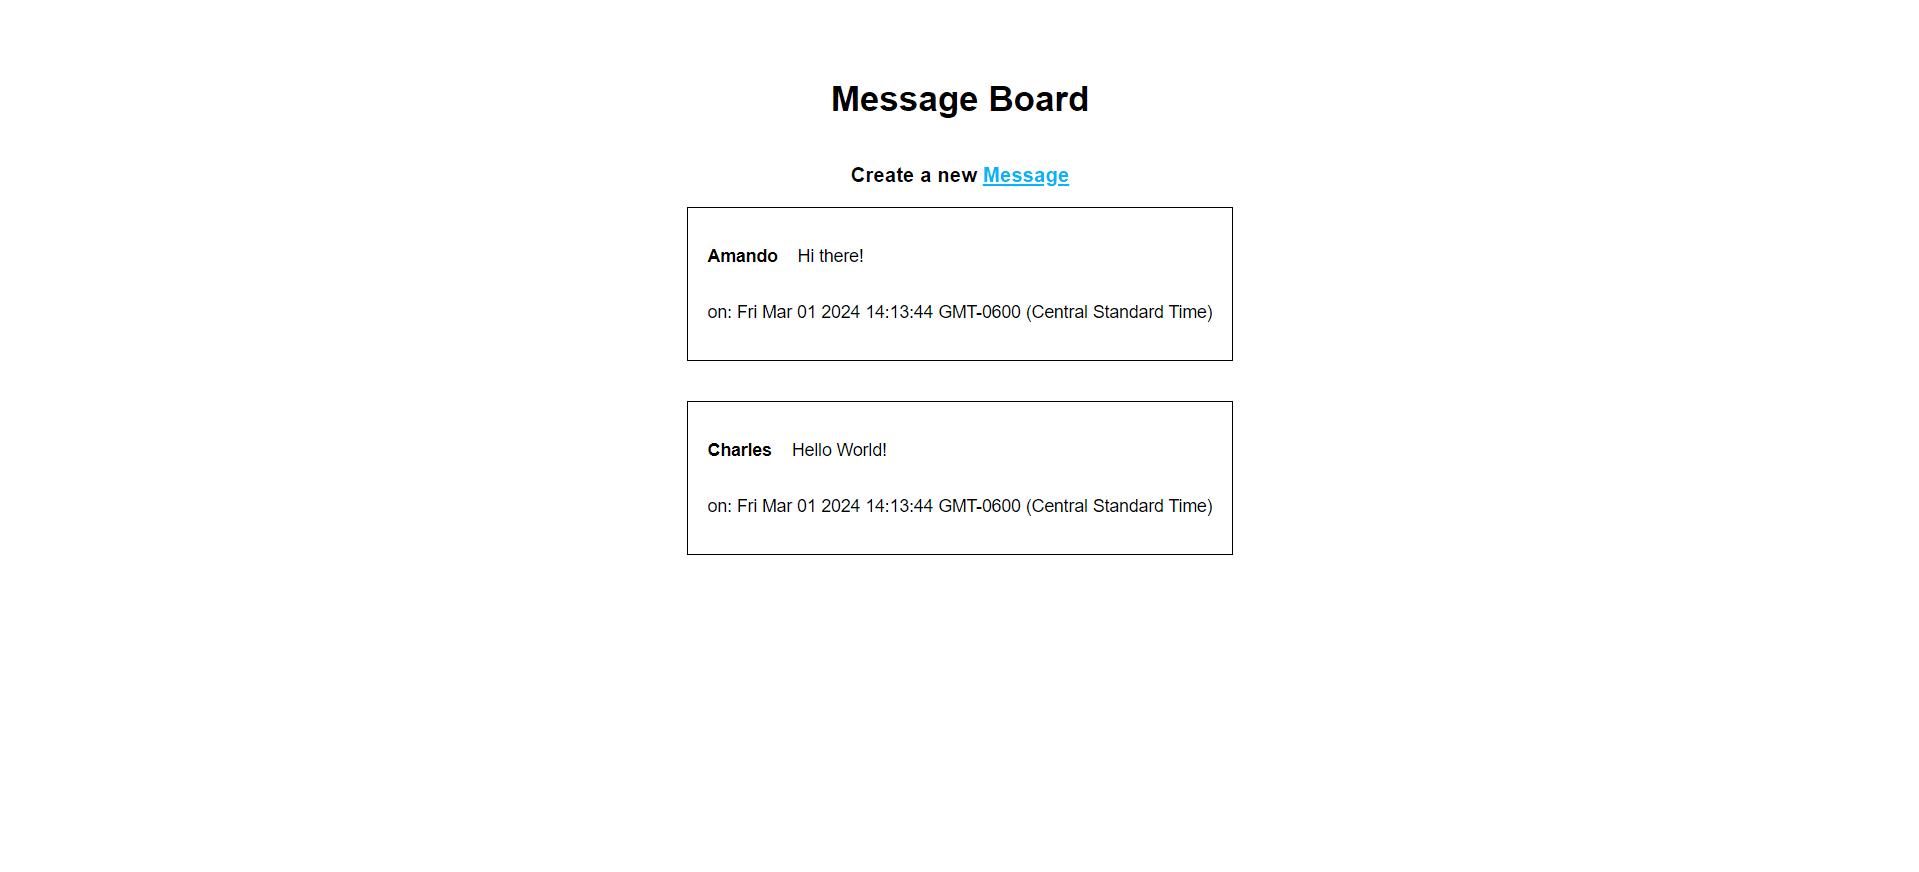 Message Board
Create a new Message
Amando Hi there!
on: Fri Mar 01 2024 14:13:44 GMT-0600 (Central Standard Time)
Charles Hello World!
on: Fri Mar 01 2024 14:13:44 GMT-0600 (Central Standard Time)